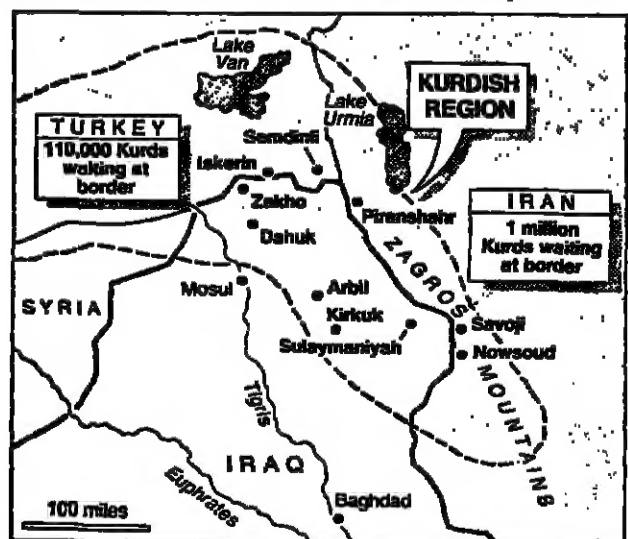 Lake
Van
Lake
Urmia
KURDISH
REGION
TURKEY
110,000 Kurds
waiting at
border
Semdinli
Iskerin
Zakho
Dahuk
Piranshahr
IRAN
1 million
Kurds waiting
at border
ZAGROS
MOUNTAINS
SYRIA
Mosul
Arbil
Kirkuk
Sulaymaniyah
Savoji
Nowsoud
Tigris
IRAQ
Euphrates
Baghdad
100 miles